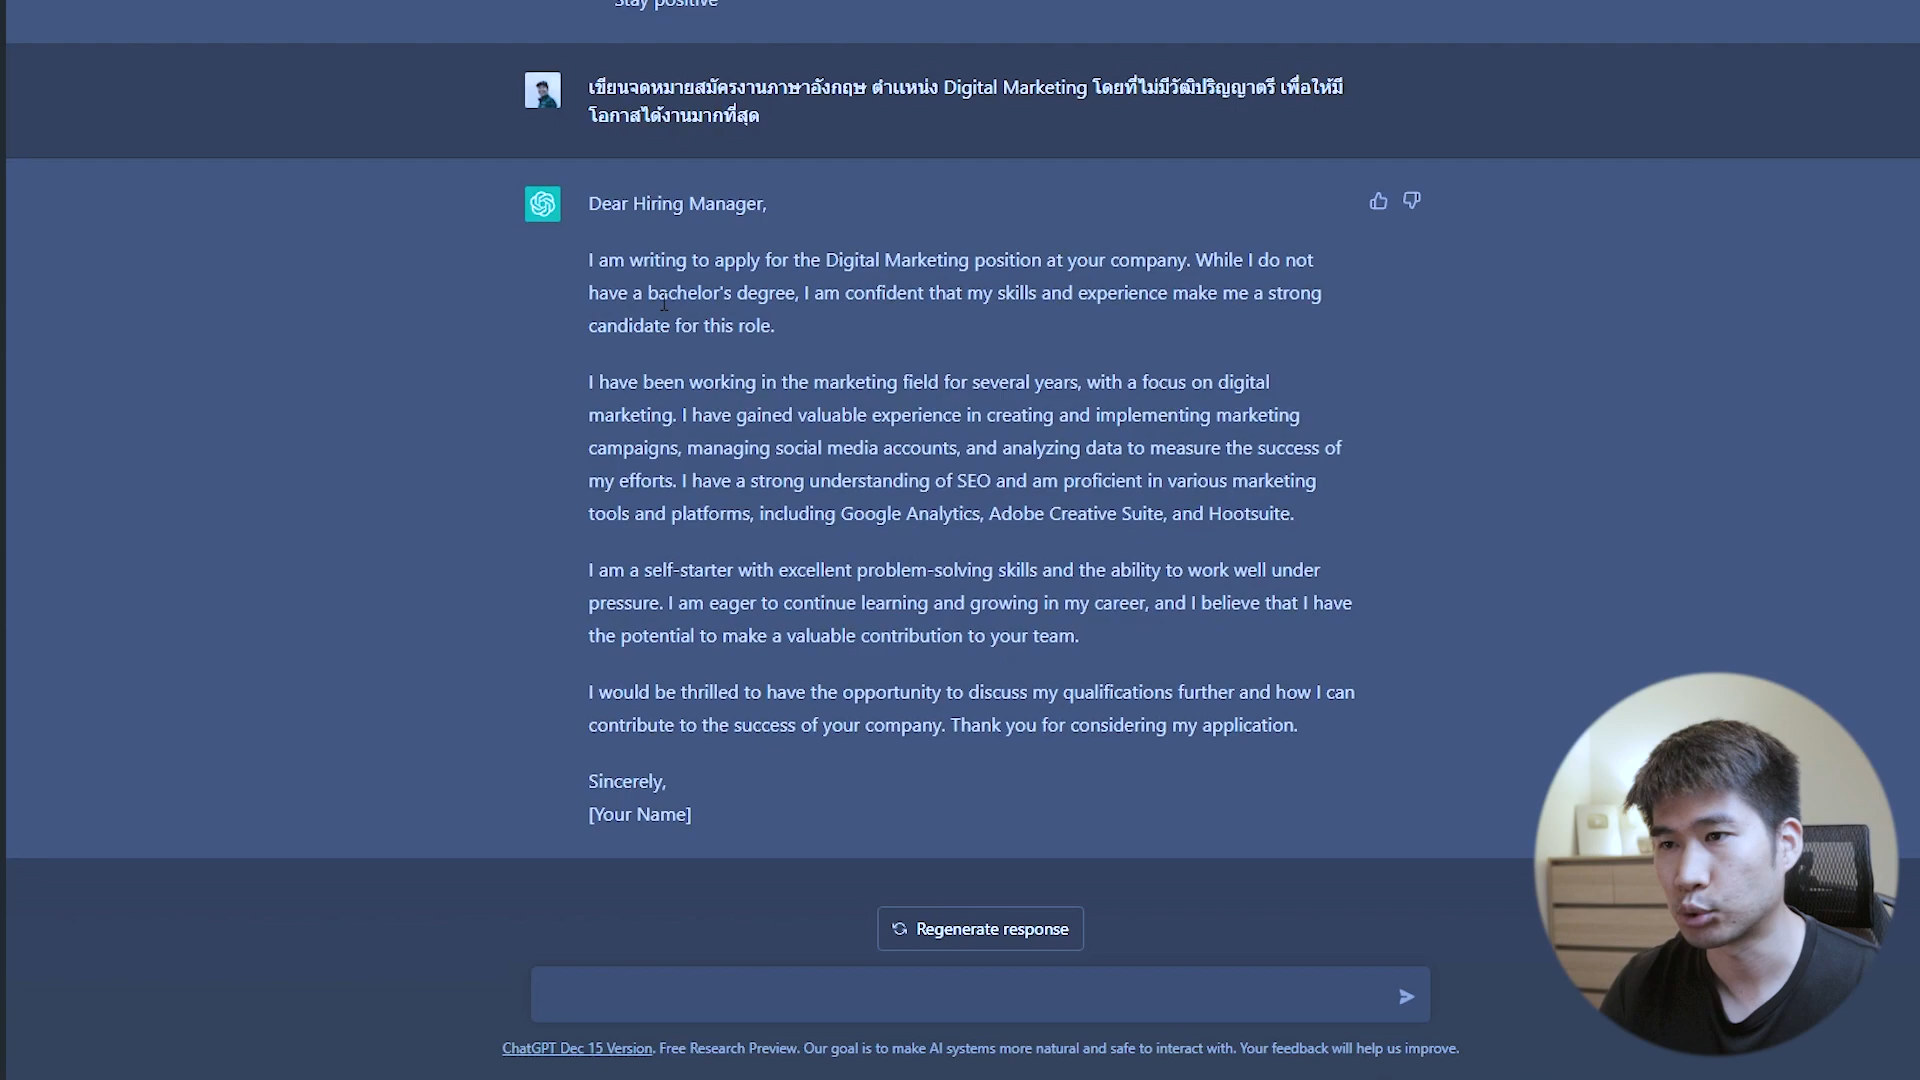 Stay positive
เขียนจดหมายสมัครงานภาษาอังกฤษ ตำแหน่ง Digital Marketing โดยที่ไม่มีวัฒิปริญญาตรี เพื่อให้มี
โอกาสได้งานมากที่สุด
Dear Hiring Manager,
I am writing to apply for the Digital Marketing position at your company. While I do not
have a bachelor's degree, I am confident that my skills and experience make me a strong
candidate for this role.
I have been working in the marketing field for several years, with a focus on digital
marketing. I have gained valuable experience in creating and implementing marketing
campaigns, managing social media accounts, and analyzing data to measure the success of
my efforts. I have a strong understanding of SEO and am proficient in various marketing
tools and platforms, including Google Analytics, Adobe Creative Suite, and Hootsuite.
I am a self-starter with excellent problem-solving skills and the ability to work well under
pressure. I am eager to continue learning and growing in my career, and I believe that I have
the potential to make a valuable contribution to your team.
I would be thrilled to have the opportunity to discuss my qualifications further and how I can
contribute to the success of your company. Thank you for considering my application.
Sincerely,
[Your Name]
Regenerate response
ChatGPT Dec 15 Version. Free Research Preview. Our goal is to make AI systems more natural and safe to interact with. Your feedback will help us improve.